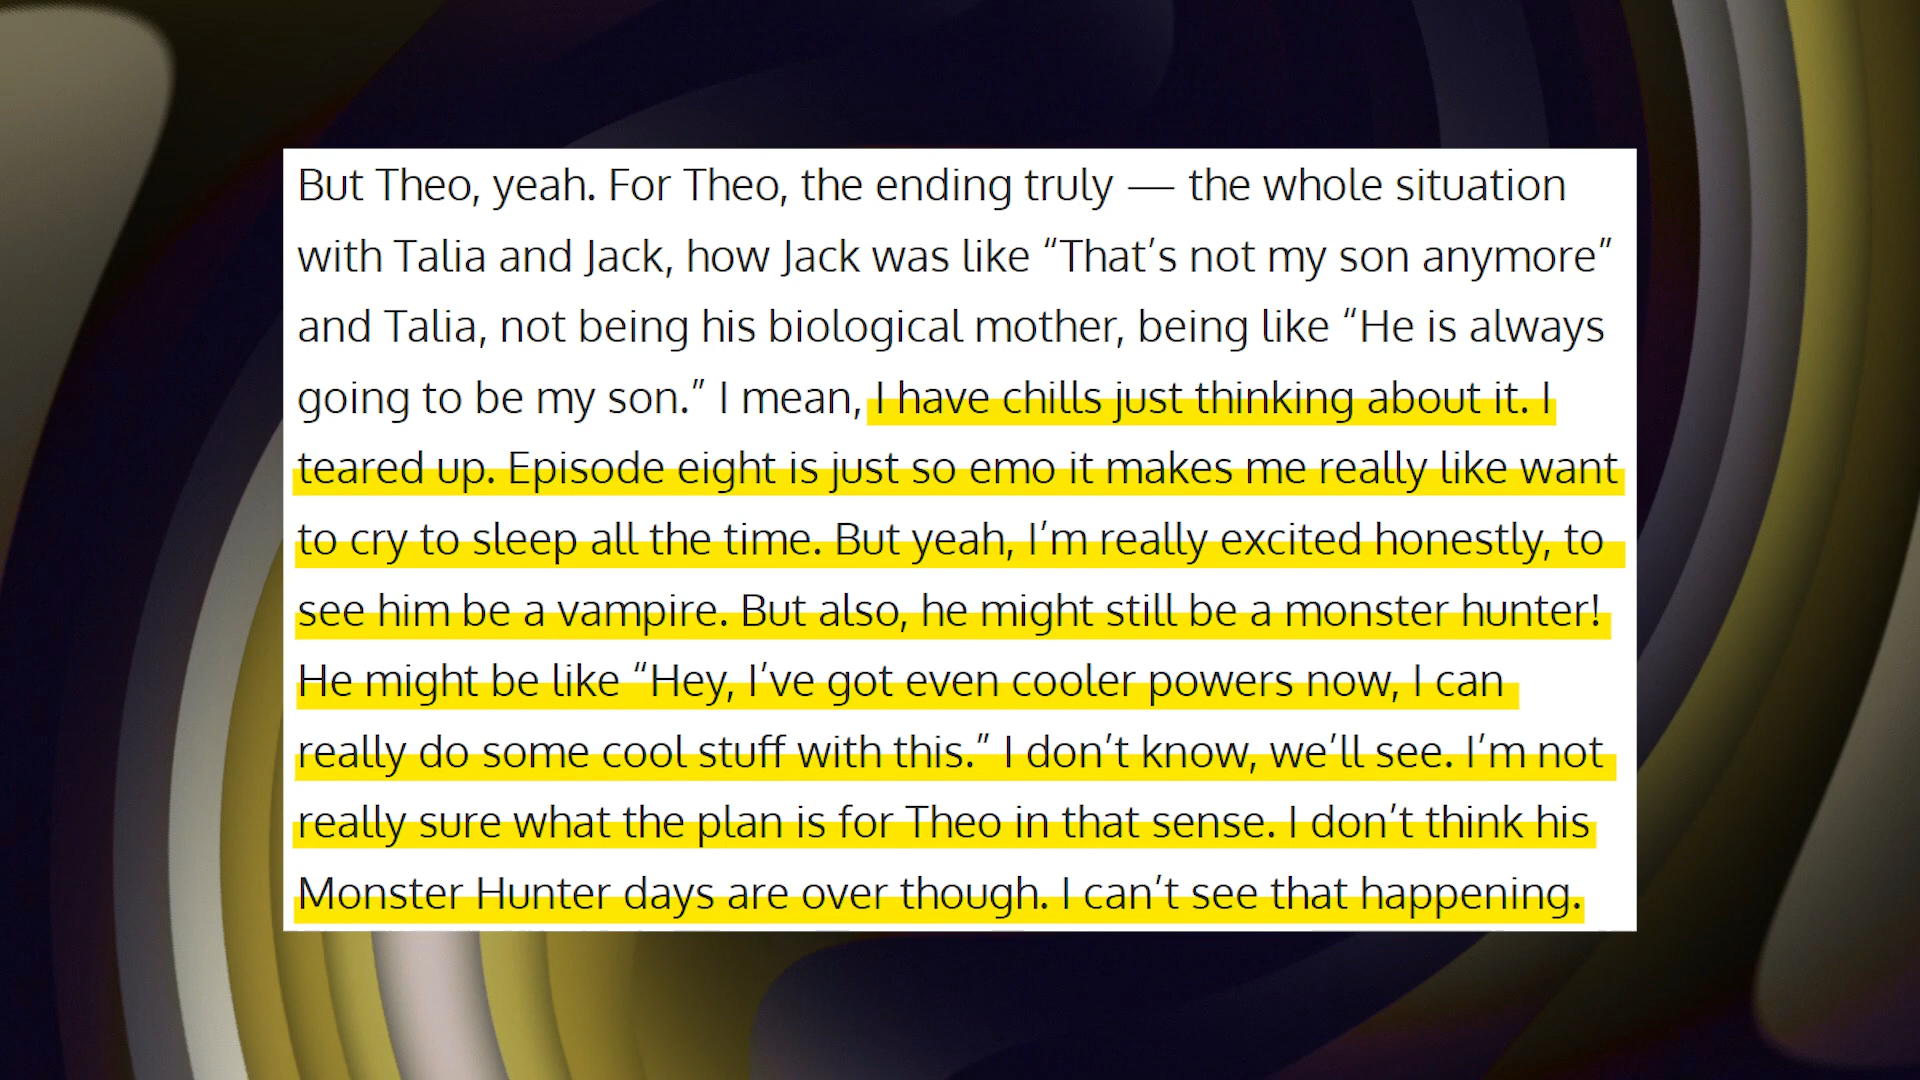 But Theo, yeah. For Theo, the ending truly — the whole situation
with Talia and Jack, how Jack was like “That’s not my son anymore”
and Talia, not being his biological mother, being like “He is always
going to be my son.” I mean, I have chills just thinking about it. I
teared up. Episode eight is just so emo it makes me really like want
to cry to sleep all the time. But yeah, I’m really excited honestly, to
see him be a vampire. But also, he might still be a monster hunter!
He might be like “Hey, I’ve got even cooler powers now, I can
really do some cool stuff with this.” I don’t know, we’ll see. I’m not
really sure what the plan is for Theo in that sense. I don’t think his
Monster Hunter days are over though. I can’t see that happening.